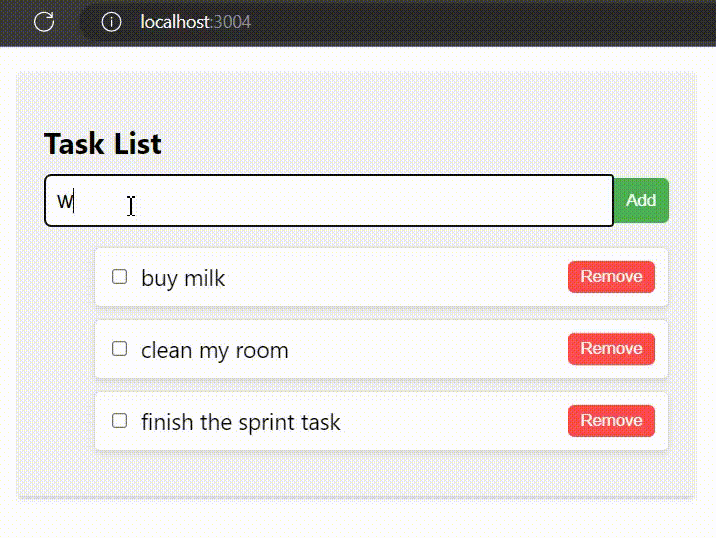 localhost:3004
Task List
W
Add
buy milk
Remove
clean my room
Remove
finish the sprint task
Remove